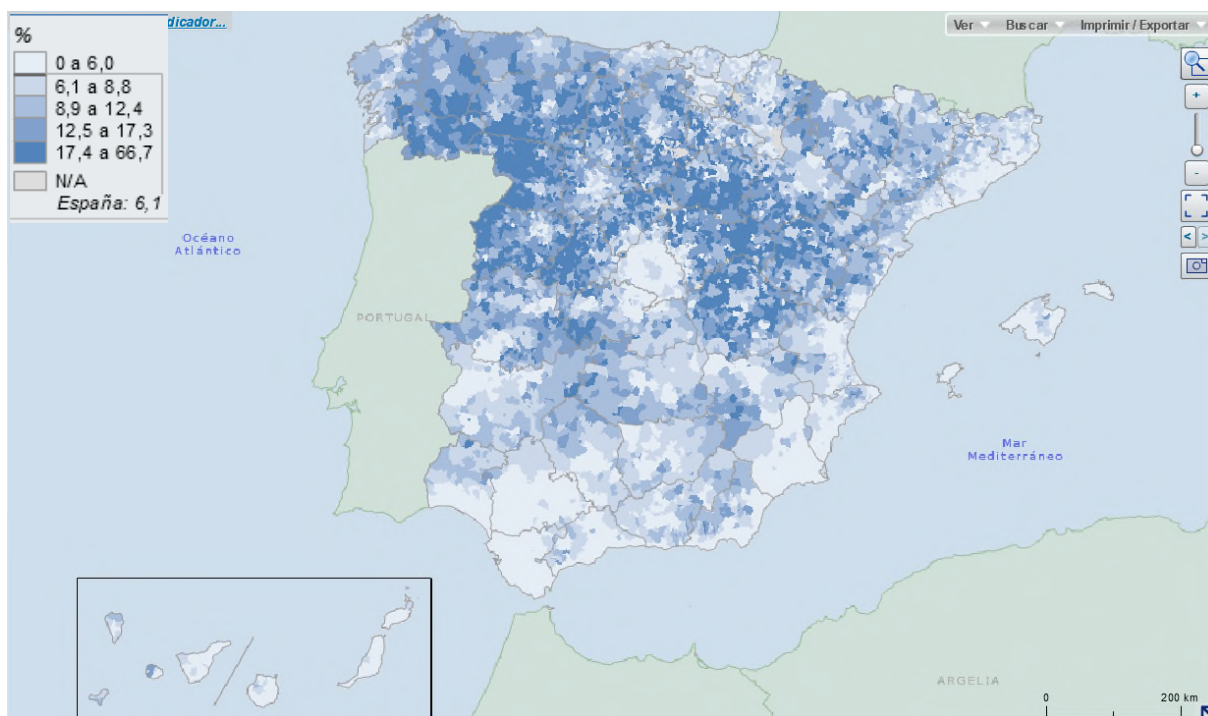 dicador...
Ver Buscar Imprimir / Exportar
%
0 a 6,0
6,1 a 8,8
8,9 a 12,4
12,5 a 17,3
17,4 a 66,7
N/A
España: 6,1
+
-
< >
Océano
Atlántico
PORTUGAL
Mar
Mediterráneo
ARGELIA
0 200 km